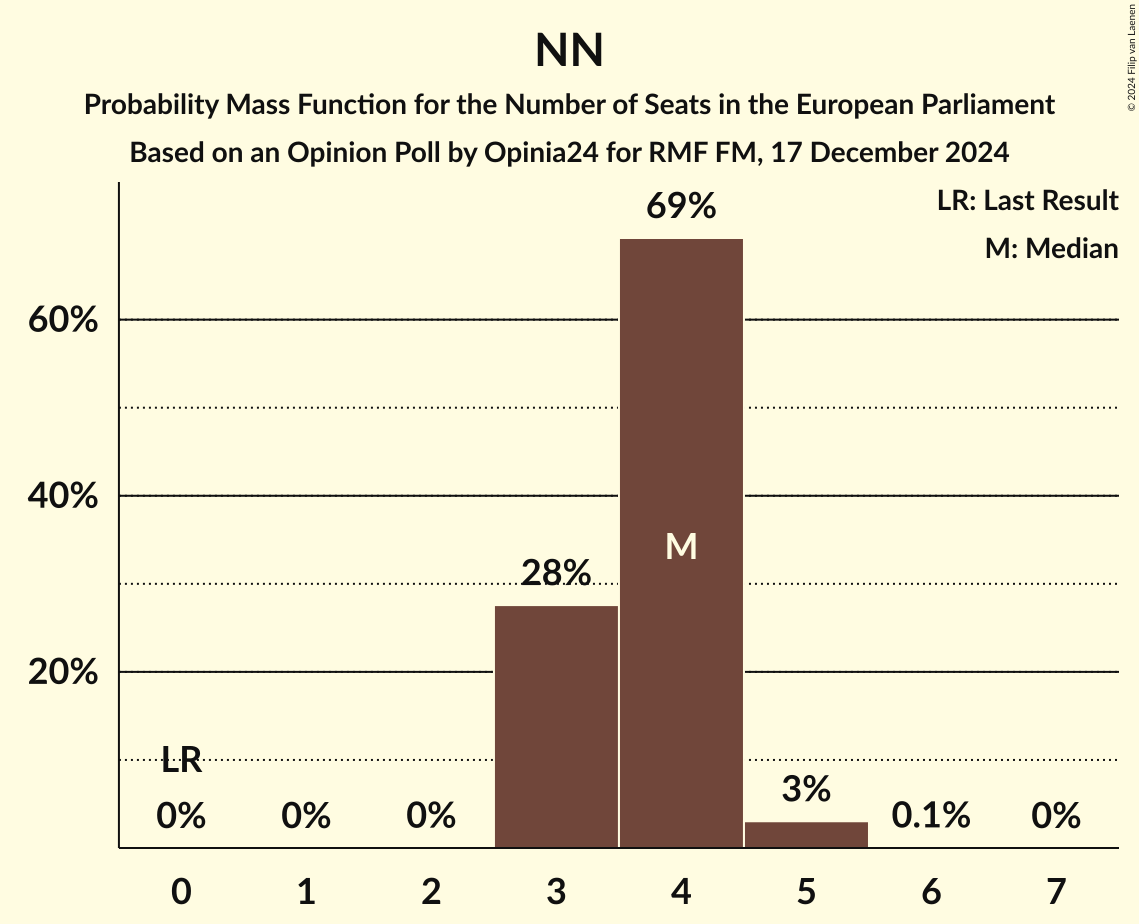 NN
Probability Mass Function for the Number of Seats in the European Parliament
Based on an Opinion Poll by Opinia24 for RMF FM, 17 December 2024
© 2024 Filip van Laenen
LR: Last Result
M: Median
69%
60%
40%
M
28%
20%
LR
3%
0%
0%
0%
0.1%
0%
0
1
2
3
4
5
6
7